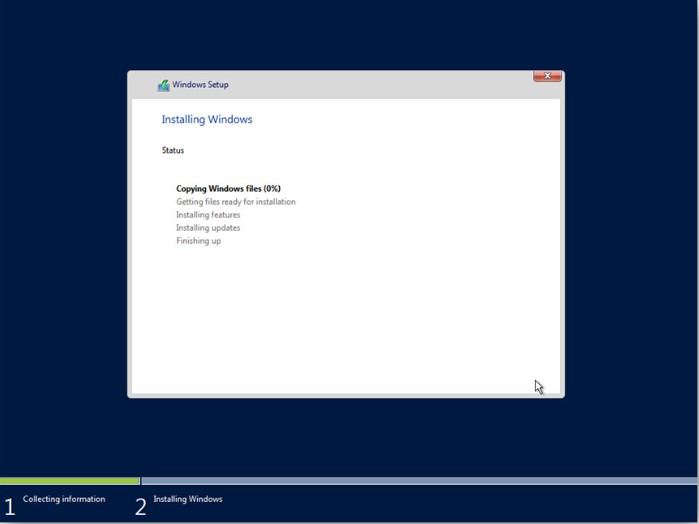 Windows Setup
Installing Windows
Status
Copying Windows files (0%)
Getting files ready for installation
Installing features
Installing updates
Finishing up
1 Collecting information
2 Installing Windows